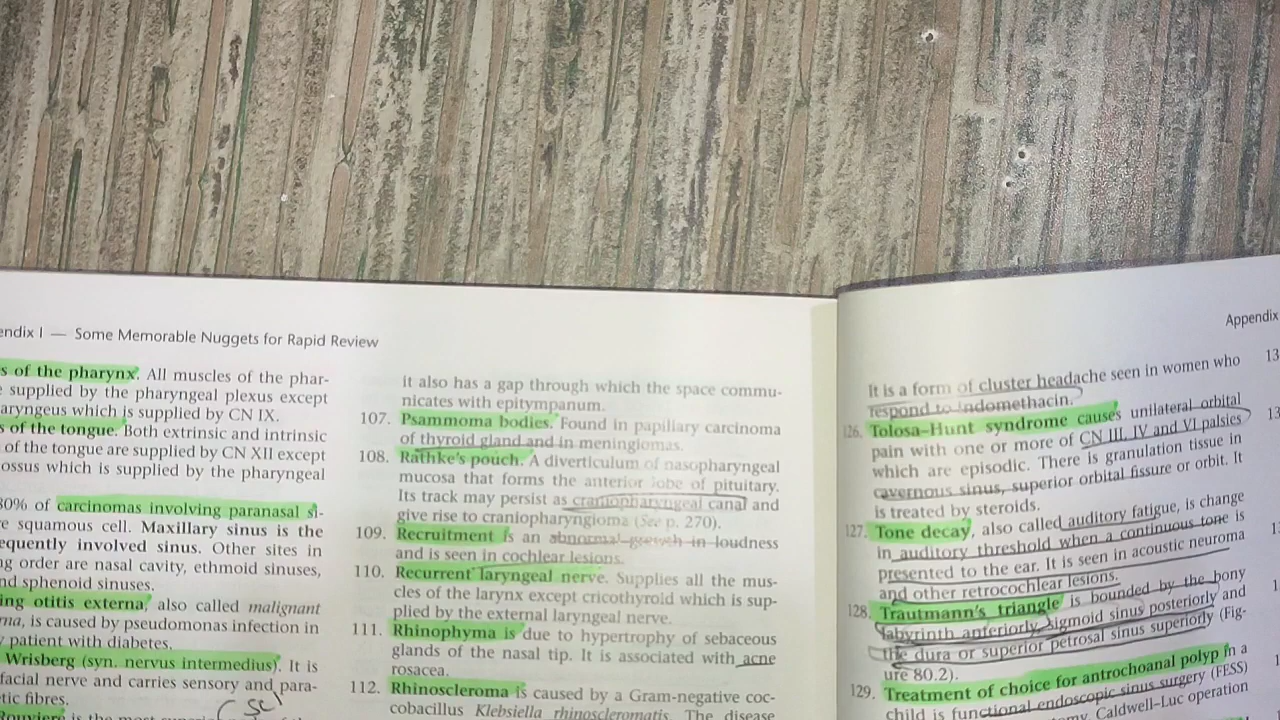 endix I — Some Memorable Nuggets for Rapid Review
s of the pharynx. All muscles of the phar-
supplied by the pharyngeal plexus except
aryngeus which is supplied by CN IX.
s of the tongue. Both extrinsic and intrinsic
of the tongue are supplied by CN XII except
ossus which is supplied by the pharyngeal
80% of carcinomas involving paranasal si-
e squamous cell. Maxillary sinus is the
equently involved sinus. Other sites in
ng order are nasal cavity, ethmoid sinuses,
nd sphenoid sinuses.
ing otitis externa, also called malignant
rna, is caused by pseudomonas infection in
y patient with diabetes.
Wrisberg (syn. nervus intermedius). It is
facial nerve and carries sensory and para-
etic fibres.
Rouviere is the most
it also has a gap through which the space commu-
nicates with epitympanum.
107. Psammoma bodies. Found in papillary carcinoma
of thyroid gland and in meningiomas.
108. Rathke's pouch. A diverticulum of nasopharyngeal
mucosa that forms the anterior lobe of pituitary.
Its track may persist as craniopharyngeal canal and
give rise to craniopharyngioma (See p. 270).
109. Recruitment is an abnormal growth in loudness
and is seen in cochlear lesions.
110. Recurrent laryngeal nerve. Supplies all the mus-
cles of the larynx except cricothyroid which is sup-
plied by the external laryngeal nerve.
111. Rhinophyma is due to hypertrophy of sebaceous
glands of the nasal tip. It is associated with acne
rosacea.
112. Rhinoscleroma is caused by a Gram-negative coc-
cobacillus Klebsiella rhinoscleromatis. The disease
Appendix
It is a form of cluster headache seen in women who
respond to indomethacin.
126. Tolosa–Hunt syndrome causes unilateral orbital
pain with one or more of CN III, IV and VI palsies
which are episodic. There is granulation tissue in
cavernous sinus, superior orbital fissure or orbit. It
is treated by steroids.
127. Tone decay, also called auditory fatigue, is change
in auditory threshold when a continuous tone is
presented to the ear. It is seen in acoustic neuroma
and other retrocochlear lesions.
128. Trautmann's triangle is bounded by the bony
labyrinth anteriorly, sigmoid sinus posteriorly and
the dura or superior petrosal sinus superiorly (Fig-
ure 80.2).
129. Treatment of choice for antrochoanal polyp in a
child is functional endoscopic sinus surgery (FESS)
Caldwell–Luc operation
13
13